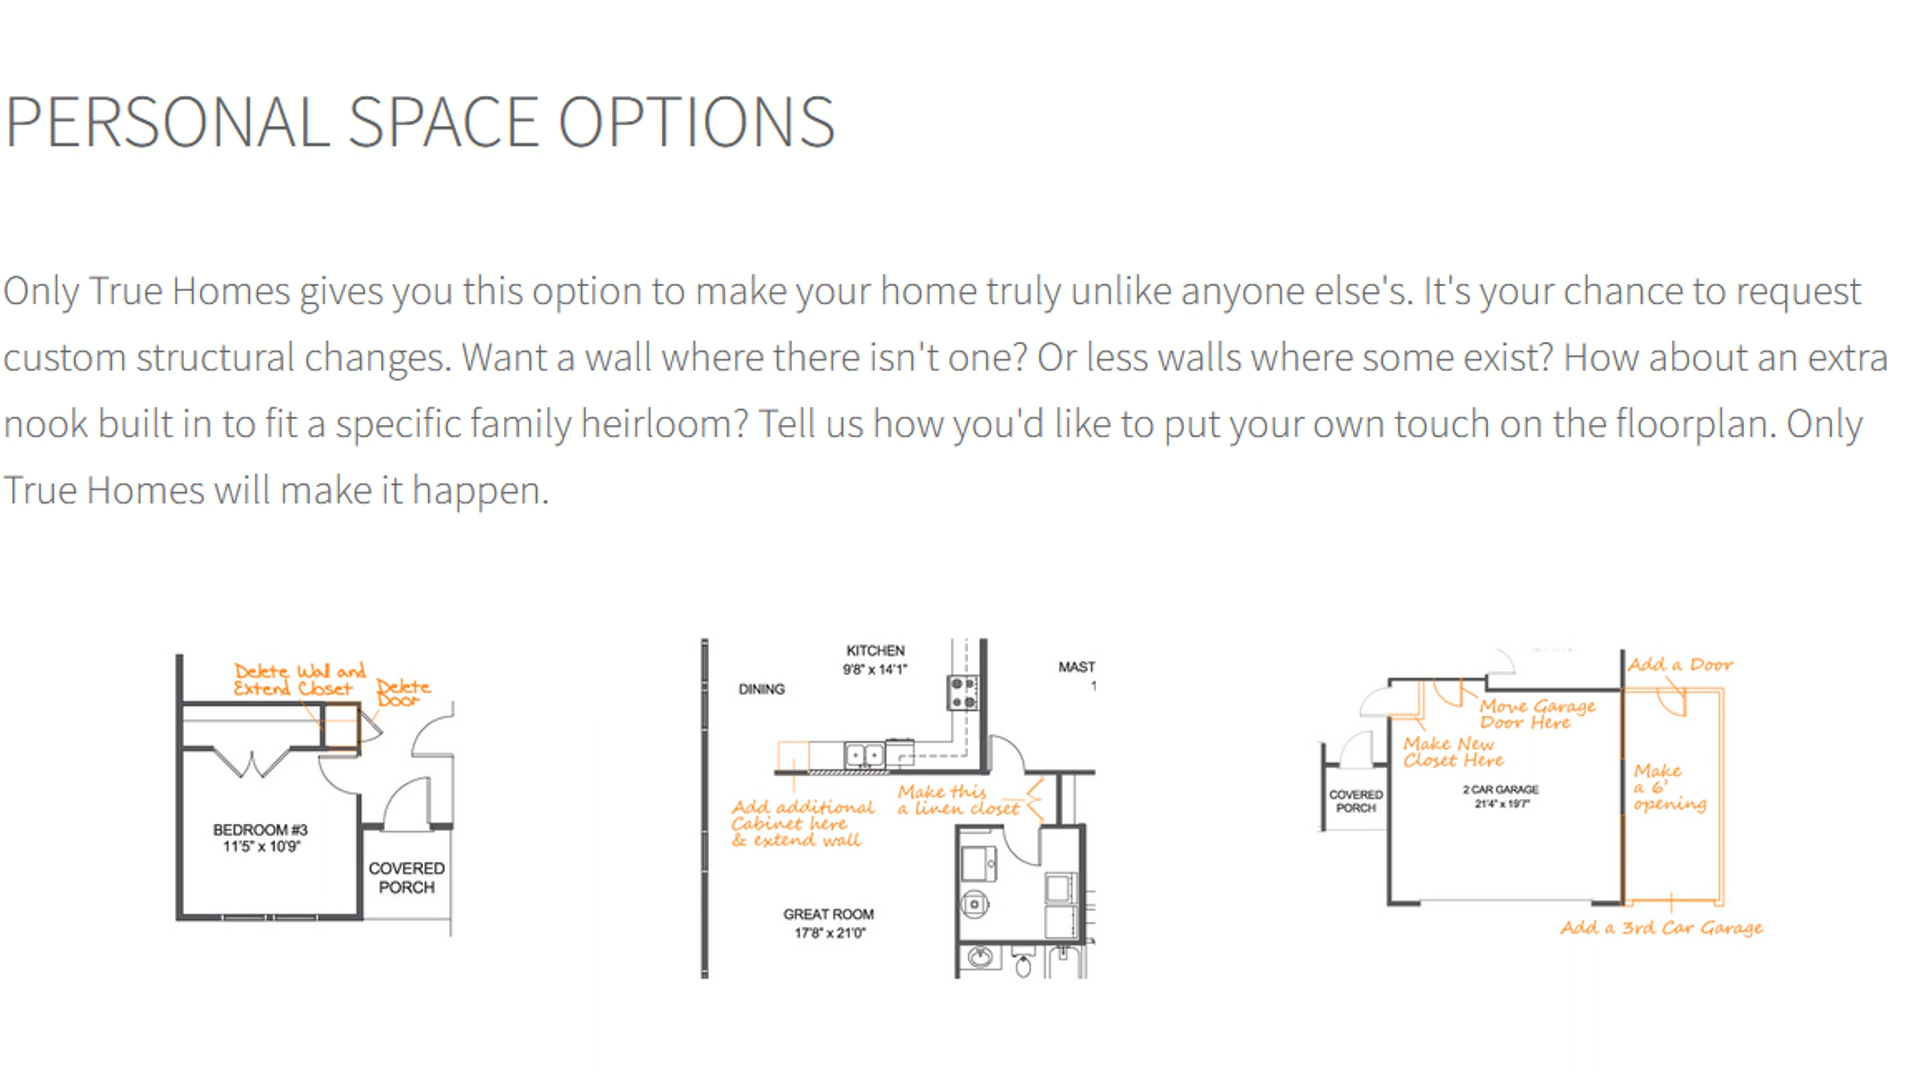 PERSONAL SPACE OPTIONS
Only True Homes gives you this option to make your home truly unlike anyone else's. It's your chance to request
custom structural changes. Want a wall where there isn't one? Or less walls where some exist? How about an extra
nook built in to fit a specific family heirloom? Tell us how you'd like to put your own touch on the floorplan. Only
True Homes will make it happen.
Delete Wall and
Extend Closet
Delete
Door
BEDROOM #3
11'5" x 10'9"
COVERED
PORCH
KITCHEN
9'8" x 14'1"
DINING
MAST
1
Add additional
Cabinet here
& extend wall
Make this
a linen closet
GREAT ROOM
17'8" x 21'0"
Add a Door
Move Garage
Door Here
Make New
Closet Here
COVERED
PORCH
2 CAR GARAGE
21'4" x 19'7"
Make
a 6'
opening
Add a 3rd Car Garage